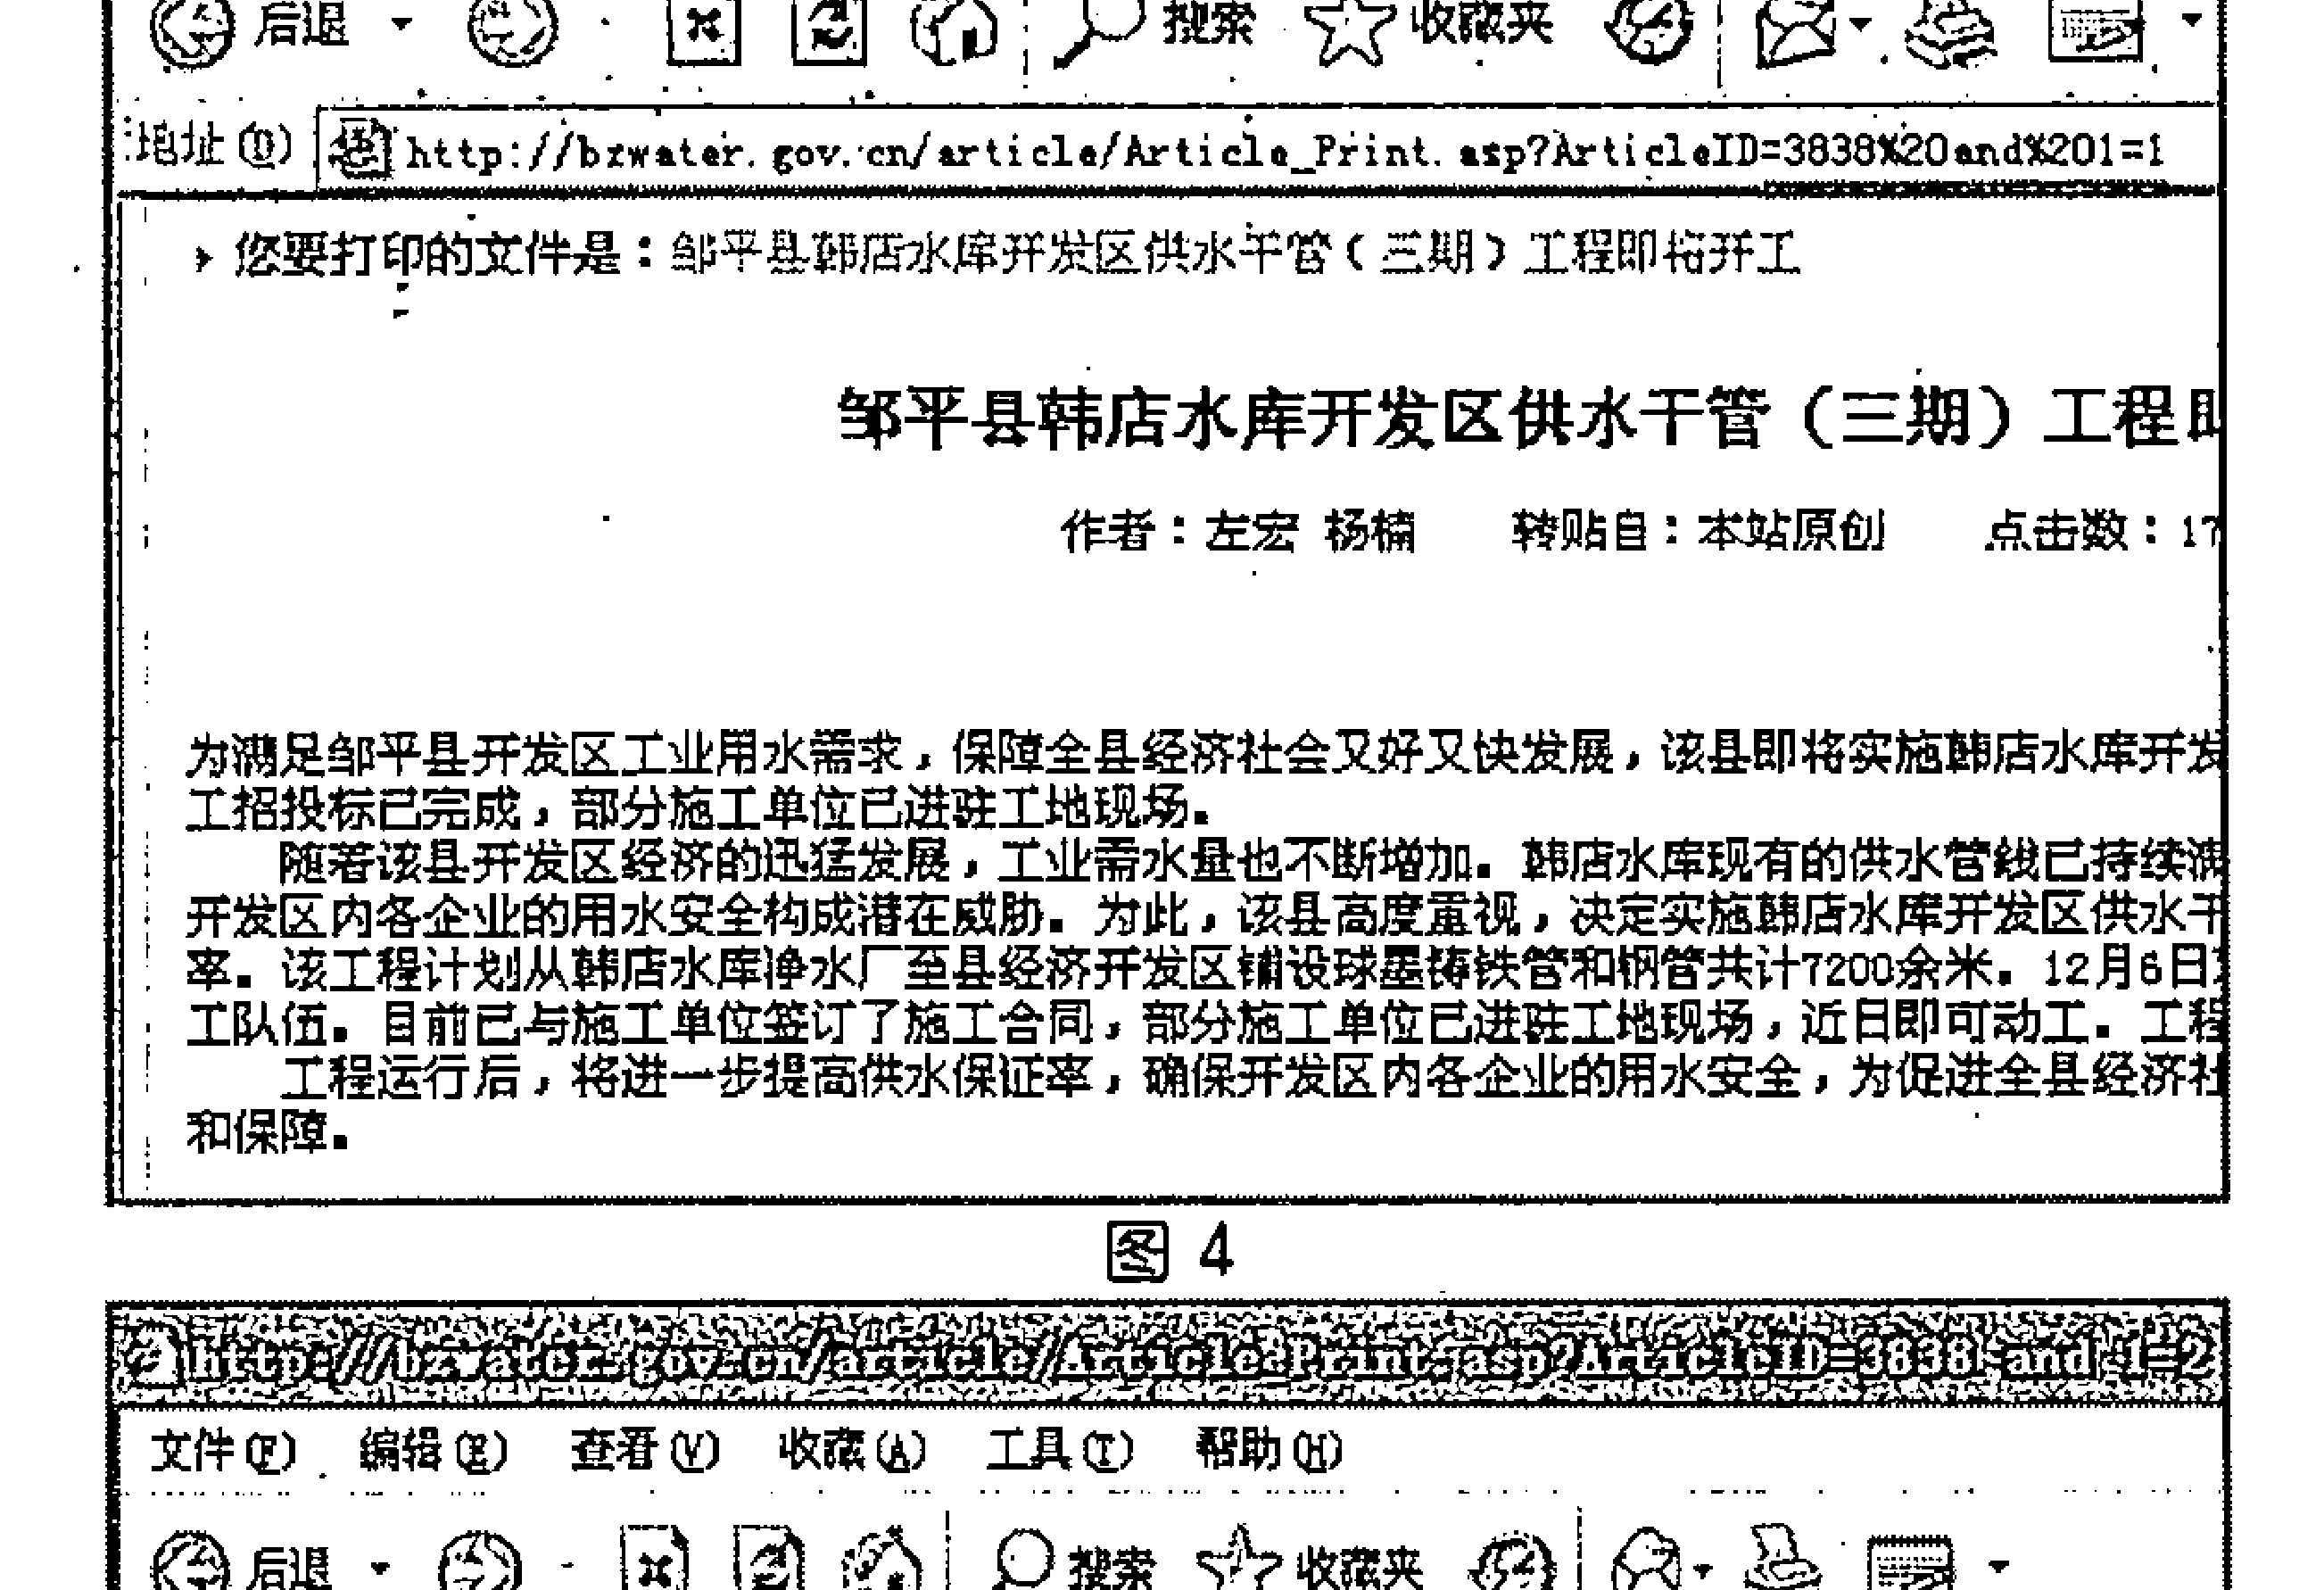 后退 搜索 收藏夹
地址(D) http://bzwater.gov.cn/article/Article_Print.asp?ArticleID=3838%20and%201=1
您要打印的文件是：邹平县韩店水库开发区供水干管（三期）工程即将开工
邹平县韩店水库开发区供水干管（三期）工程即
作者：左宏 杨楠 转贴自：本站原创 点击数：17
为满足邹平县开发区工业用水需求，保障全县经济社会又好又快发展，该县即将实施韩店水库开发
工招投标已完成，部分施工单位已进驻工地现场。
随着该县开发区经济的迅猛发展，工业需水量也不断增加。韩店水库现有的供水管线已持续满
开发区内各企业的用水安全构成潜在威胁。为此，该县高度重视，决定实施韩店水库开发区供水干
率。该工程计划从韩店水库净水厂至县经济开发区铺设球墨铸铁管和钢管共计7200余米。12月6日
工队伍。目前已与施工单位签订了施工合同，部分施工单位已进驻工地现场，近日即可动工。工程
工程运行后，将进一步提高供水保证率，确保开发区内各企业的用水安全，为促进全县经济社
和保障。
图 4
http://bzwater.gov.cn/article/Article_Print.asp?ArticleID=3838 and 1=2
文件(F) 编辑(E) 查看(V) 收藏(A) 工具(T) 帮助(H)
后退 搜索 收藏夹